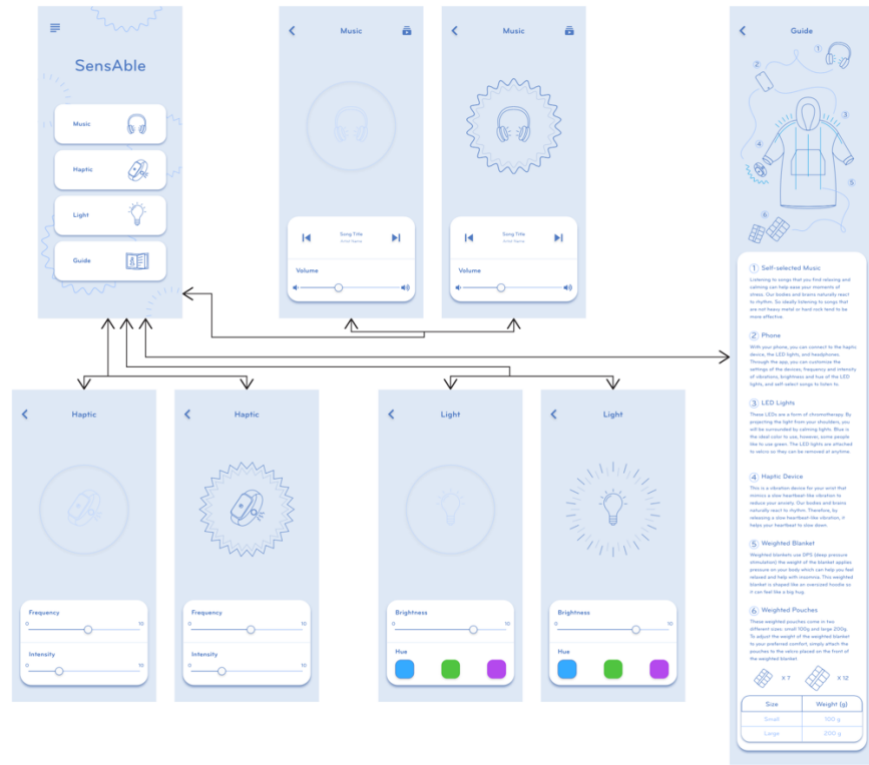 SensAble
Music
Haptic
Light
Guide
Music
Song Title
Artist Name
Volume
Music
Song Title
Artist Name
Volume
Haptic
Frequency
0 10
Intensity
0 10
Haptic
Frequency
0 10
Intensity
0 10
Light
Brightness
0 10
Hue
Light
Brightness
0 10
Hue
Guide
1
2
3
4
5
6
1 Self-selected Music
Listening to songs that you find relaxing and
calming can help ease your moments of
stress. Our bodies and brains naturally react
to rhythm. So ideally listening to songs that
are not heavy metal or hard rock tend to be
more effective.
2 Phone
With your phone, you can connect to the haptic
device, the LED lights, and headphones.
Through the app, you can customize the
settings of the devices, frequency and intensity
of vibrations, brightness and hue of the LED
lights, and self-select songs to listen to.
3 LED Lights
These LEDs are a form of chromotherapy. By
projecting the light from your shoulders, you
will be surrounded by calming lights. Blue is
the ideal color to use, however, some people
like to use green. The LED lights are attached
to velcro so they can be removed at anytime.
4 Haptic Device
This is a vibration device for your wrist that
mimics a slow heartbeat-like vibration to
reduce your anxiety. Our bodies and brains
naturally react to rhythm. Therefore, by
releasing a slow heartbeat-like vibration, it
helps your heartbeat to slow down.
5 Weighted Blanket
Weighted blankets use DPS (deep pressure
stimulation) the weight of the blanket applies
pressure on your body which can help you feel
relaxed and help with insomnia. This weighted
blanket is shaped like an oversized hoodie so
it can feel like a big hug.
6 Weighted Pouches
These weighted pouches come in two
different sizes: small 100g and large 200g.
To adjust the weight of the weighted blanket
to your preferred comfort, simply attach the
pouches to the velcro placed on the front of
the weighted blanket.
X 7 X 12
Size Weight (g)
Small 100 g
Large 200 g